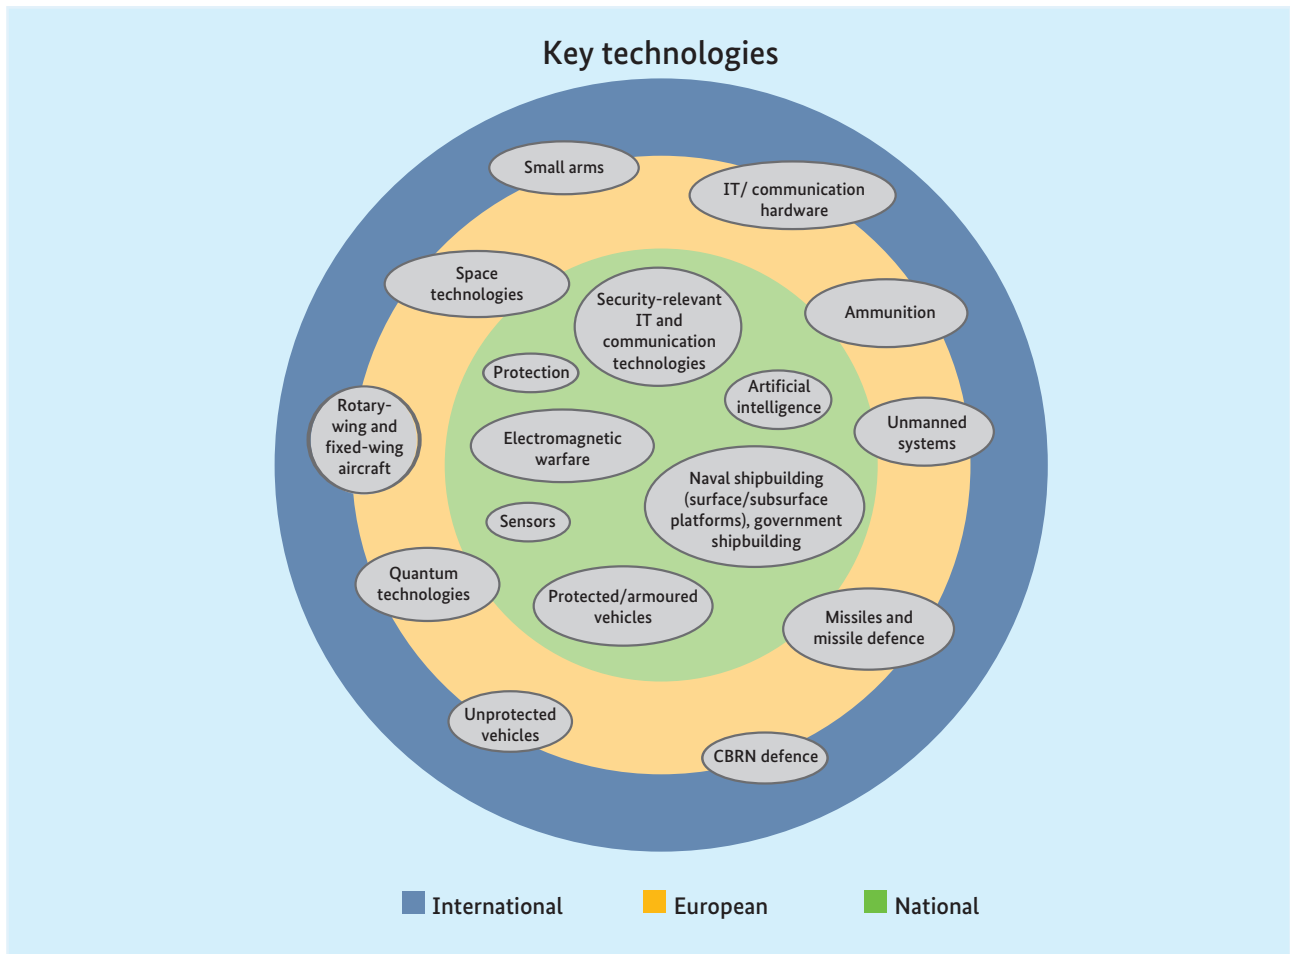 Key technologies
Small arms
IT/ communication
hardware
Space
technologies
Security-relevant
IT and
communication
technologies
Ammunition
Protection
Artificial
intelligence
Rotary-
wing and
fixed-wing
aircraft
Electromagnetic
warfare
Unmanned
systems
Naval shipbuilding
(surface/subsurface
platforms), government
shipbuilding
Sensors
Quantum
technologies
Protected/armoured
vehicles
Missiles and
missile defence
Unprotected
vehicles
CBRN defence
International
European
National